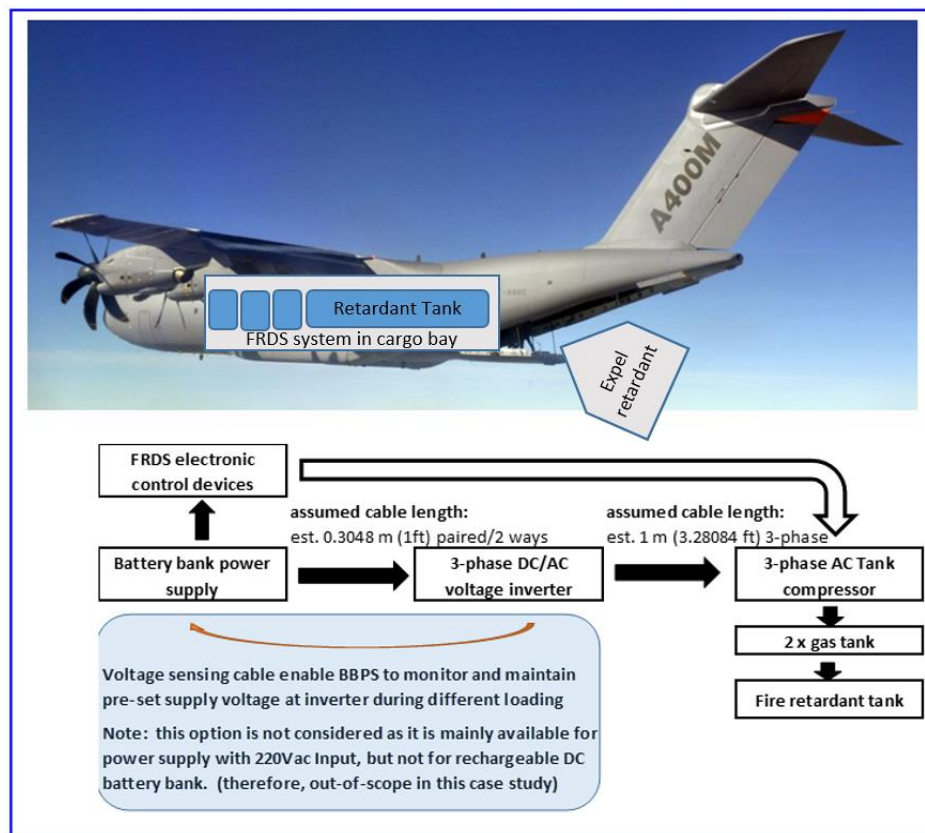 A400M
Retardant Tank
FRDS system in cargo bay
Expel
retardant
FRDS electronic
control devices
assumed cable length:
est. 0.3048 m (1ft) paired/2 ways
assumed cable length:
est. 1 m (3.28084 ft) 3-phase
Battery bank power
supply
3-phase DC/AC
voltage inverter
3-phase AC Tank
compressor
2 x gas tank
Fire retardant tank
Voltage sensing cable enable BBPS to monitor and maintain
pre-set supply voltage at inverter during different loading
Note: this option is not considered as it is mainly available for
power supply with 220Vac Input, but not for rechargeable DC
battery bank. (therefore, out-of-scope in this case study)